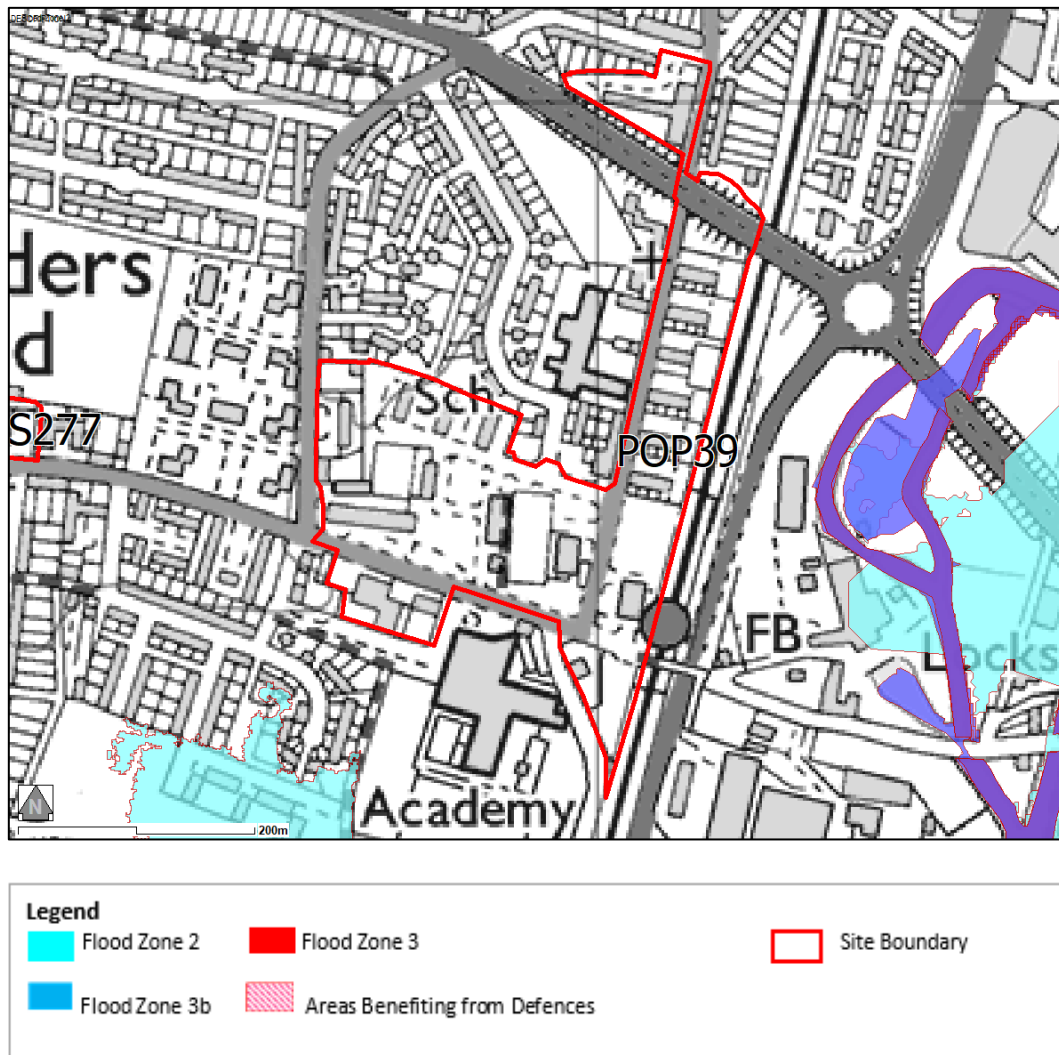 ders
d
Sch
S277
POP39
FB
Locks
Academy
N
200m
Legend
Flood Zone 2
Flood Zone 3
Site Boundary
Flood Zone 3b
Areas Benefiting from Defences